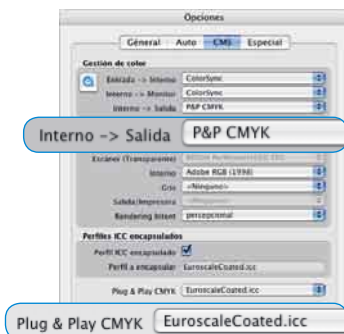 Opciones
General Auto CMS Especial
Gestión de color
Entrada -> Interno ColorSync
Interno -> Monitor ColorSync
Interno -> Salida P&P CMYK
Interno -> Salida P&P CMYK
Escáner (Transparente)
Interno Adobe RGB (1998)
Gris <Ninguno>
Salida/Impresora <Ninguno>
Rendering Intent percepcional
Perfiles ICC encapsulados
Perfil ICC encapsulado
Perfil a encapsular EuroscaleCoated.icc
Plug & Play CMYK EuroscaleCoated.icc
Plug & Play CMYK EuroscaleCoated.icc